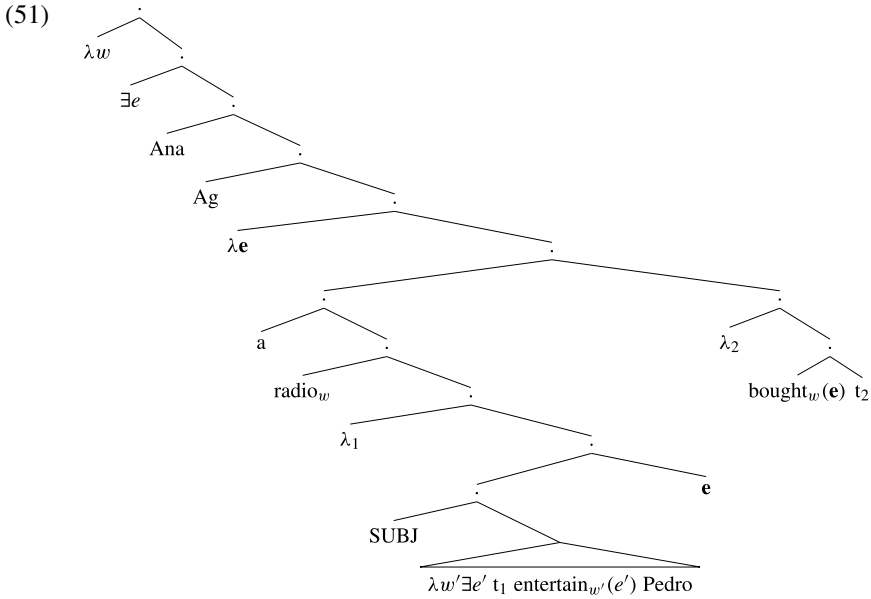 (51)
λw
∃e
Ana
Ag
λe
a
λ₂
radio_w
bought_w(e) t₂
λ₁
e
SUBJ
λw′∃e′ t₁ entertain_w′(e′) Pedro